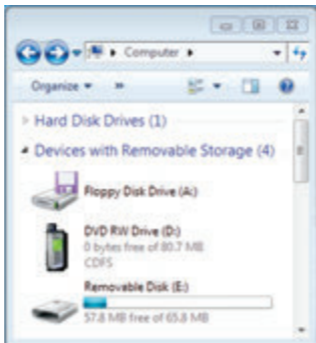 Computer
Organize
Hard Disk Drives (1)
Devices with Removable Storage (4)
Floppy Disk Drive (A:)
DVD RW Drive (D:)
0 bytes free of 80.7 MB
CDFS
Removable Disk (E:)
57.8 MB free of 65.8 MB